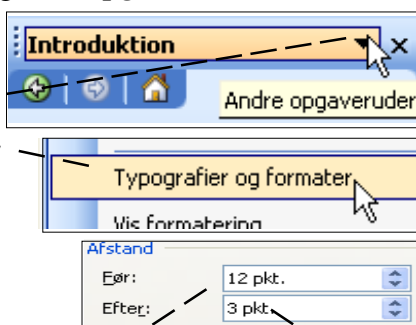 Introduktion
Andre opgaveruder
Typografier og formater
Vis formatering
Afstand
Før: 12 pkt.
Efter: 3 pkt.